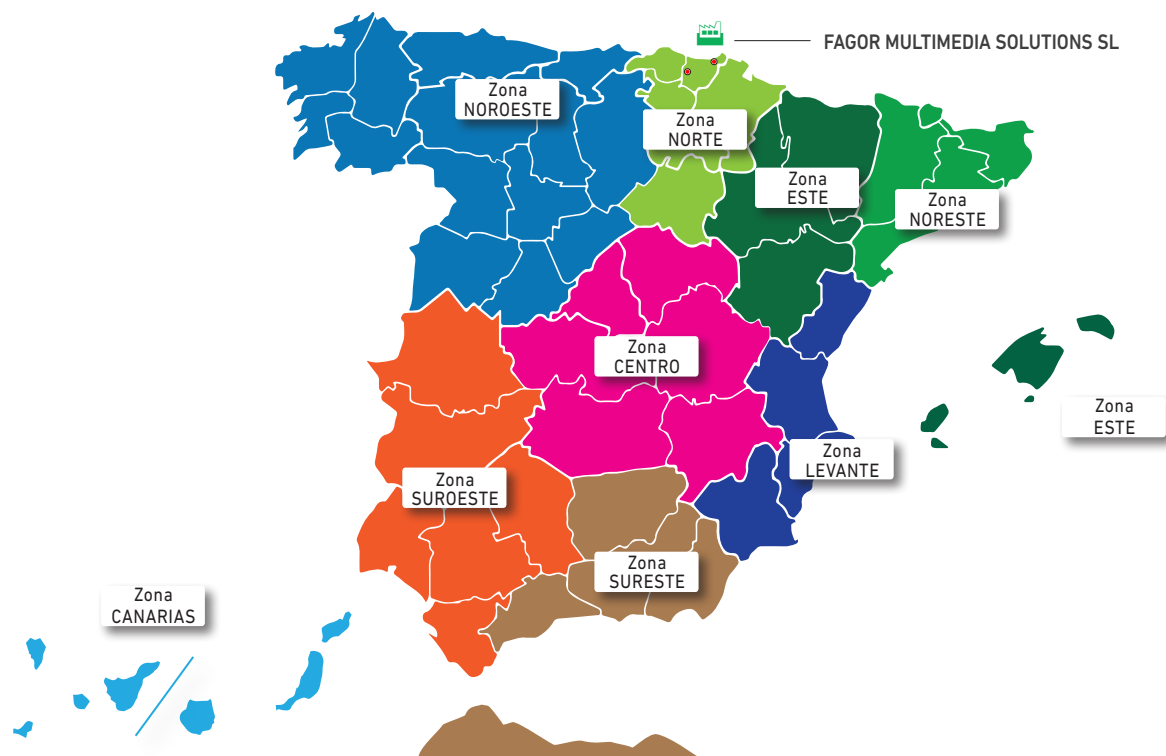 FAGOR MULTIMEDIA SOLUTIONS SL
Zona
NOROESTE
Zona
NORTE
Zona
ESTE
Zona
NORESTE
Zona
CENTRO
Zona
ESTE
Zona
LEVANTE
Zona
SUROESTE
Zona
SURESTE
Zona
CANARIAS